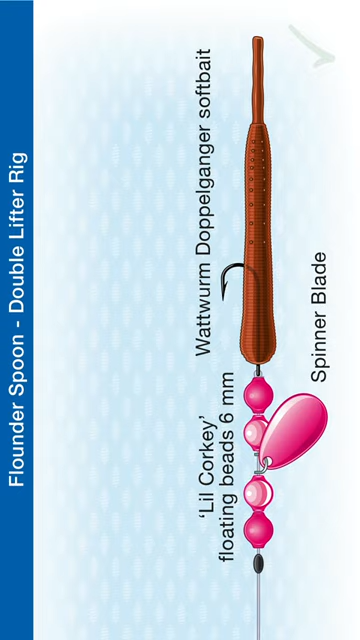 Flounder Spoon - Double Lifter Rig
Wattwurm Doppelganger softbait
'Lil Corkey'
floating beads 6 mm
Spinner Blade